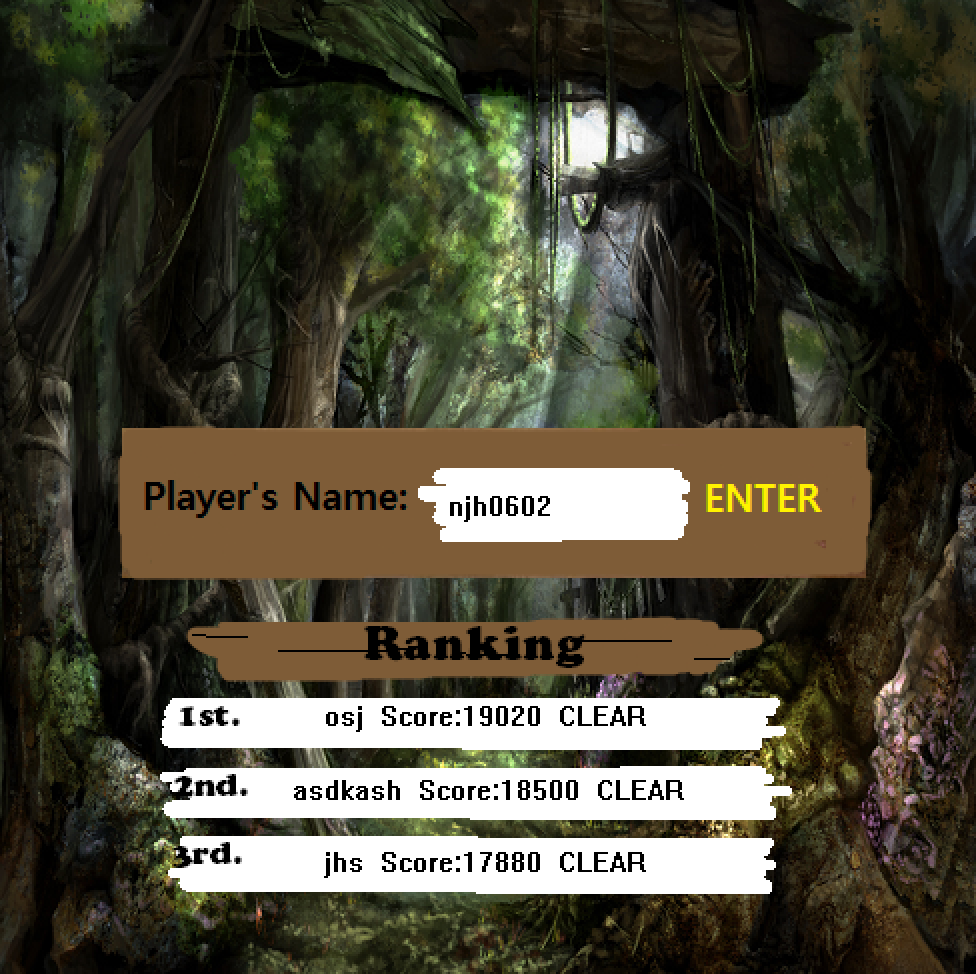 Player's Name: njh0602 ENTER
Ranking
1st. osj Score:19020 CLEAR
2nd. asdkash Score:18500 CLEAR
3rd. jhs Score:17880 CLEAR